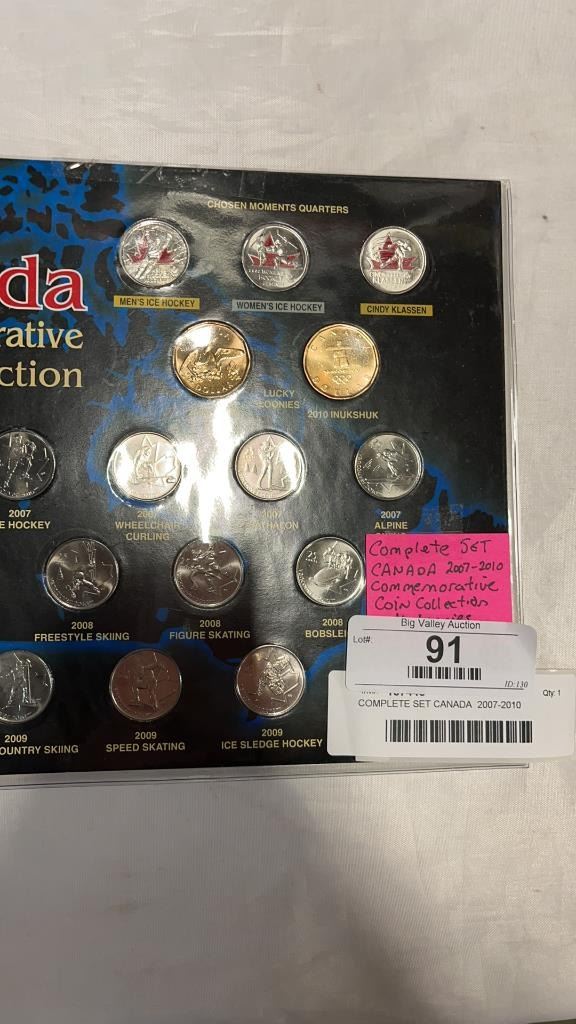 CHOSEN MOMENTS QUARTERS
da
MEN'S ICE HOCKEY
WOMEN'S ICE HOCKEY
CINDY KLASSEN
rative
ction
LUCKY
LOONIES
2010 INUKSHUK
2007
E HOCKEY
WHEELCHAIR
CURLING
2007
ALPINE
2008
FREESTYLE SKIING
2008
FIGURE SKATING
2008
BOBSLEI
Complete SET
CANADA 2007-2010
Commemorative
Coin Collection
Big Valley Auction
Lot#:
91
ID:130
Qty: 1
COMPLETE SET CANADA 2007-2010
2009
OUNTRY SKIING
2009
SPEED SKATING
2009
ICE SLEDGE HOCKEY